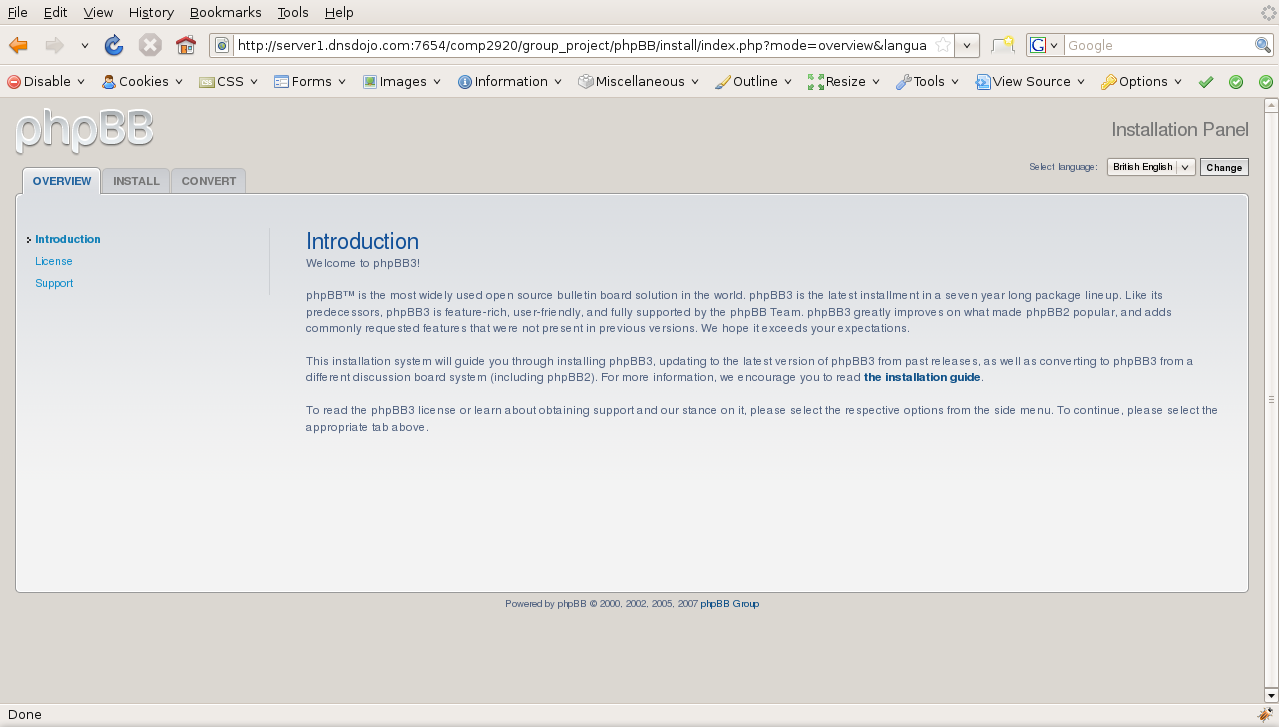 File Edit View History Bookmarks Tools Help
http://server1.dnsdojo.com:7654/comp2920/group_project/phpBB/install/index.php?mode=overview&langua
G Google
Disable Cookies CSS Forms Images Information Miscellaneous Outline Resize Tools View Source Options
phpBB
Installation Panel
Select language: British English Change
OVERVIEW INSTALL CONVERT
Introduction
License
Support
Introduction
Welcome to phpBB3!
phpBB™ is the most widely used open source bulletin board solution in the world. phpBB3 is the latest installment in a seven year long package lineup. Like its
predecessors, phpBB3 is feature-rich, user-friendly, and fully supported by the phpBB Team. phpBB3 greatly improves on what made phpBB2 popular, and adds
commonly requested features that were not present in previous versions. We hope it exceeds your expectations.
This installation system will guide you through installing phpBB3, updating to the latest version of phpBB3 from past releases, as well as converting to phpBB3 from a
different discussion board system (including phpBB2). For more information, we encourage you to read the installation guide.
To read the phpBB3 license or learn about obtaining support and our stance on it, please select the respective options from the side menu. To continue, please select the
appropriate tab above.
Powered by phpBB © 2000, 2002, 2005, 2007 phpBB Group
Done